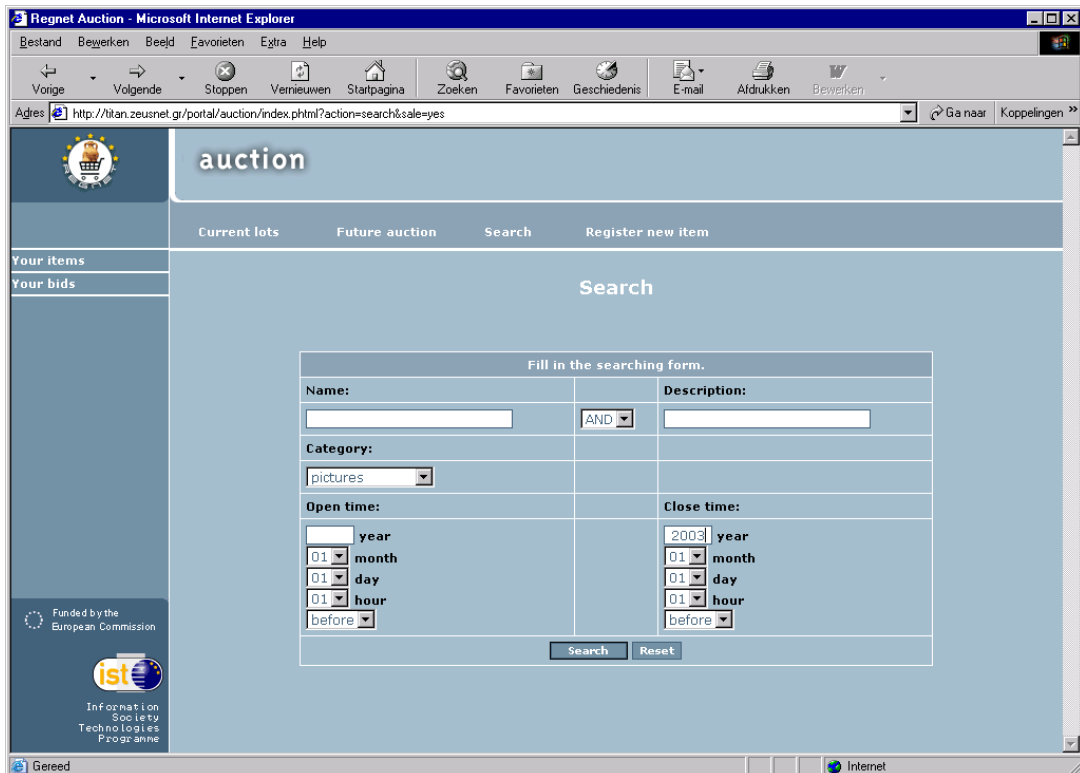 Regnet Auction - Microsoft Internet Explorer
Bestand Bewerken Beeld Favorieten Extra Help
Vorige Volgende Stoppen Vernieuwen Startpagina Zoeken Favorieten Geschiedenis E-mail Afdrukken Bewerken
Adres http://titan.zeusnet.gr/portal/auction/index.phtml?action=search&sale=yes Ga naar Koppelingen »
auction
Current lots Future auction Search Register new item
Your items
Your bids
Search
Fill in the searching form.
Name: Description:
AND
Category:
pictures
Open time: Close time:
year 2003 year
01 month 01 month
01 day 01 day
01 hour 01 hour
before before
Search Reset
Funded by the
European Commission
ist
Information
Society
Technologies
Programme
Gereed Internet